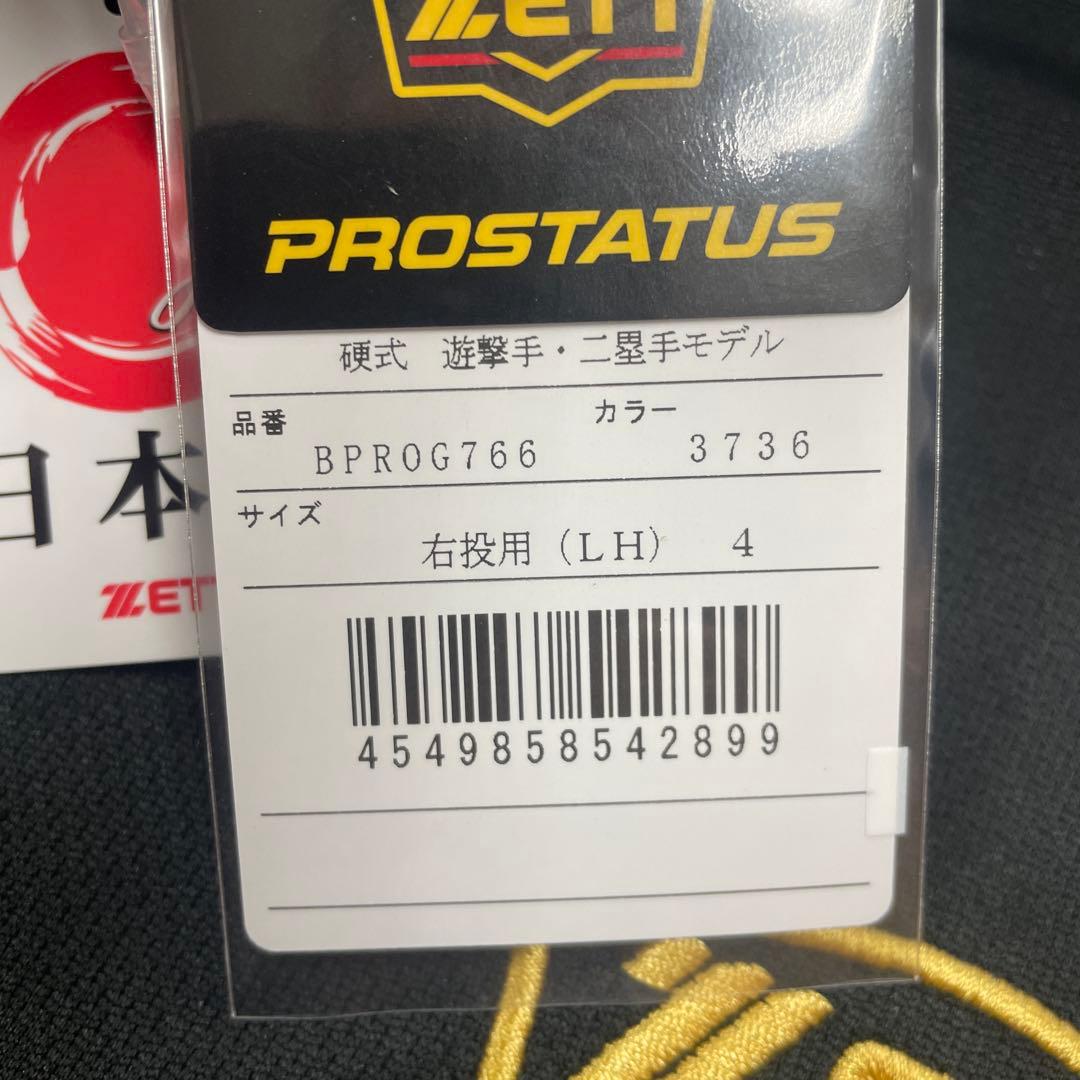 ZETT
PROSTATUS
硬式 遊撃手・二塁手モデル
品番 カラー
BPROG766 3736
サイズ
右投用（LH） 4
4549858542899
日本
ZETT